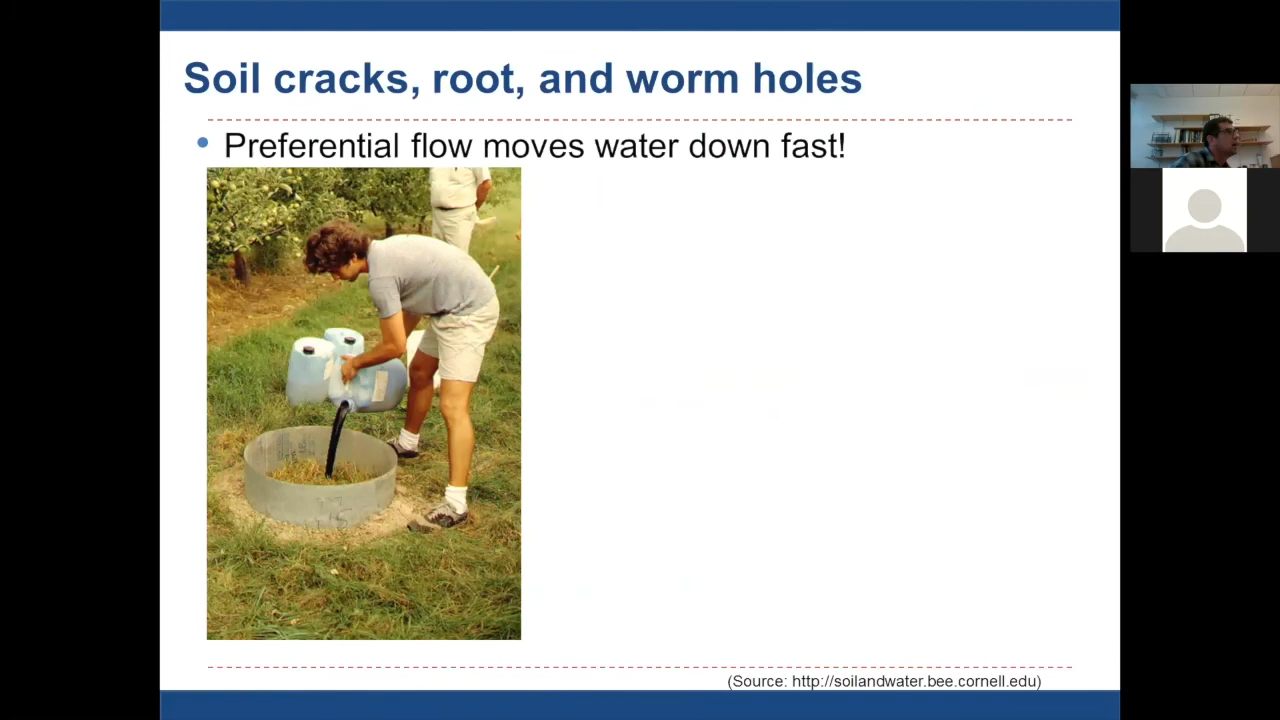 Soil cracks, root, and worm holes
• Preferential flow moves water down fast!
(Source: http://soilandwater.bee.cornell.edu)